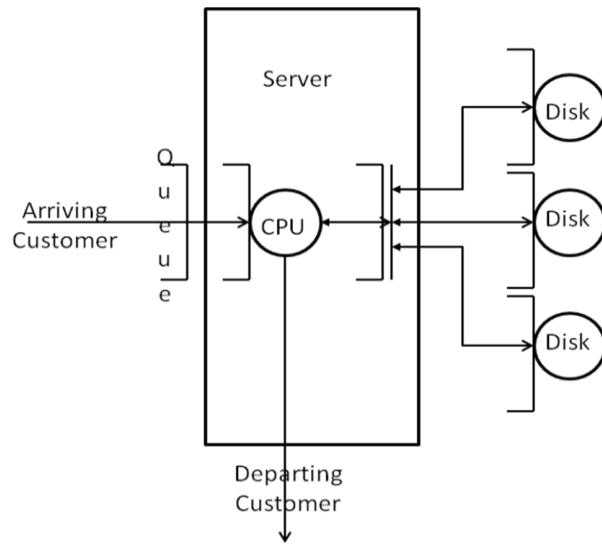 Server
Disk
Q
u
e
u
e
Arriving
Customer
CPU
Disk
Disk
Departing
Customer